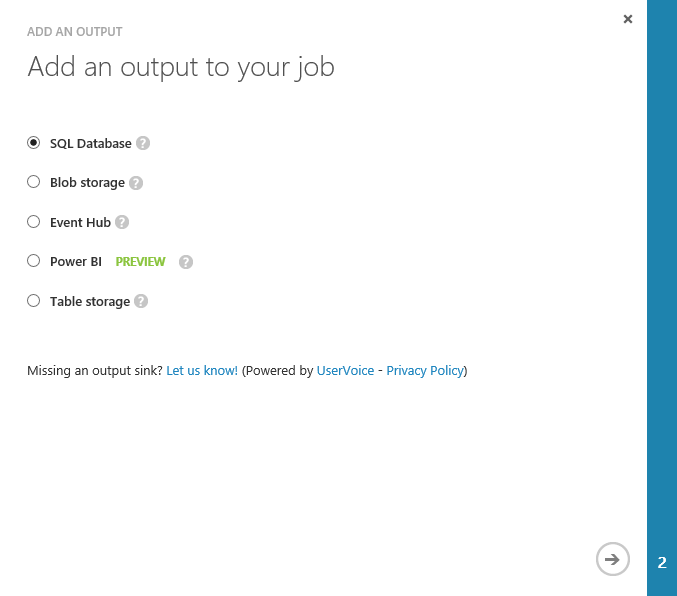 ADD AN OUTPUT
Add an output to your job
SQL Database ?
Blob storage ?
Event Hub ?
Power BI PREVIEW ?
Table storage ?
Missing an output sink? Let us know! (Powered by UserVoice - Privacy Policy)
2